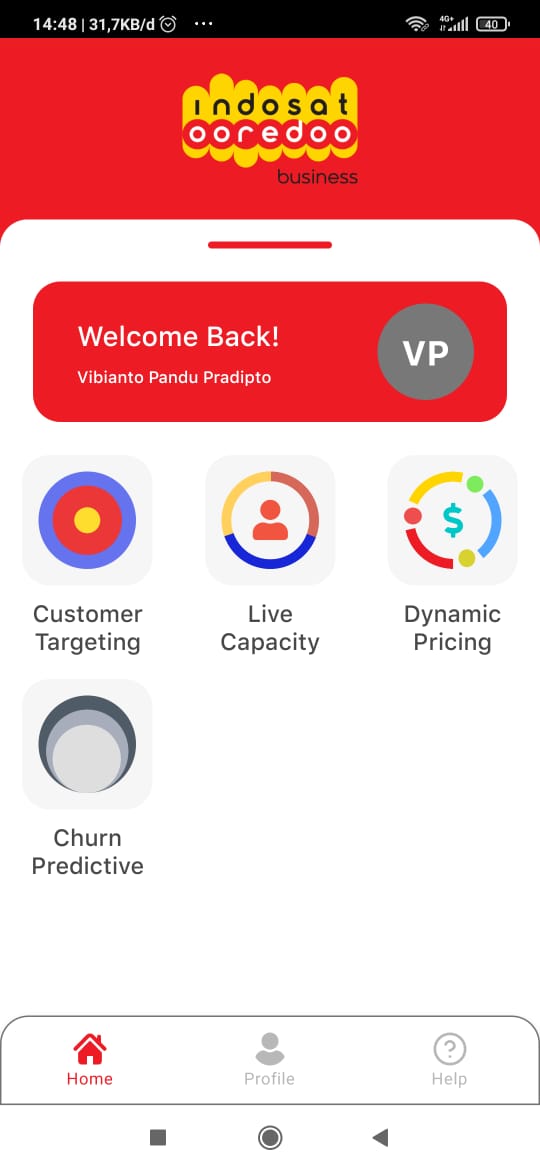 14:48 | 31,7KB/d ...
4G+
40
indosat
ooredoo
business
Welcome Back!
Vibianto Pandu Pradipto
VP
$
Customer
Targeting
Live
Capacity
Dynamic
Pricing
Churn
Predictive
?
Home
Profile
Help